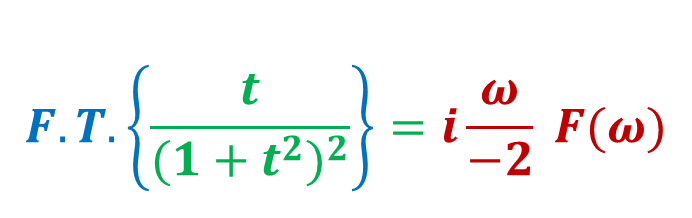 F.T.{t/(1 + t²)²} = i ω/−2 F(ω)